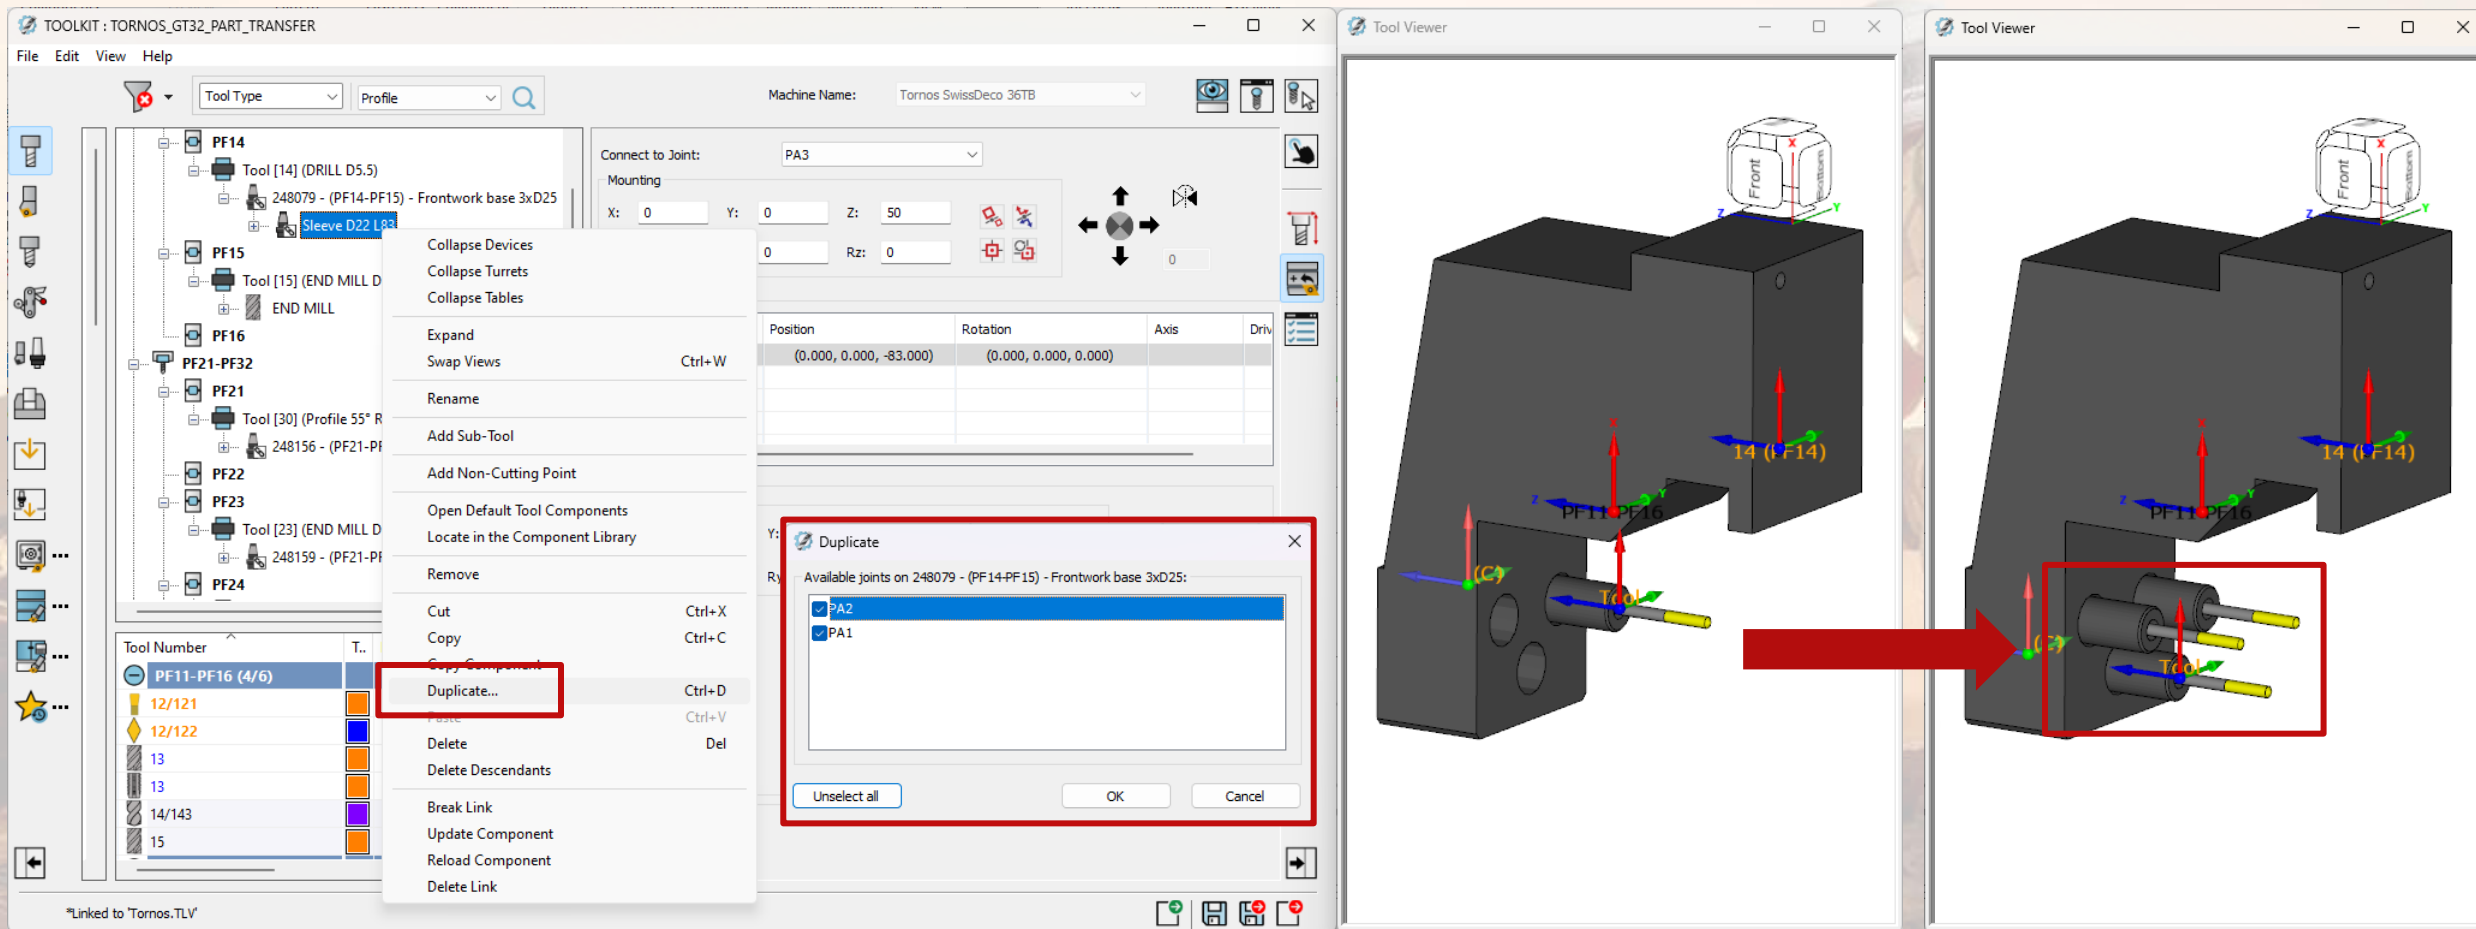 TOOLKIT : TORNOS_GT32_PART_TRANSFER
File Edit View Help
Tool Type
Profile
Machine Name:
Tornos SwissDeco 36TB
PF14
Tool [14] (DRILL D5.5)
248079 - (PF14-PF15) - Frontwork base 3xD25
Sleeve D22 L83
PF15
Tool [15] (END MILL D
END MILL
PF16
PF21-PF32
PF21
Tool [30] (Profile 55° R
248156 - (PF21-PF
PF22
PF23
Tool [23] (END MILL D
248159 - (PF21-PF
PF24
Tool Number T..
PF11-PF16 (4/6)
12/121
12/122
13
13
14/143
15
*Linked to 'Tornos.TLV'
Collapse Devices
Collapse Turrets
Collapse Tables
Expand
Swap Views Ctrl+W
Rename
Add Sub-Tool
Add Non-Cutting Point
Open Default Tool Components
Locate in the Component Library
Remove
Cut Ctrl+X
Copy Ctrl+C
Copy Component
Duplicate... Ctrl+D
Paste Ctrl+V
Delete Del
Delete Descendants
Break Link
Update Component
Reload Component
Delete Link
Connect to Joint: PA3
Mounting
X: 0 Y: 0 Z: 50
0 Rz: 0
0
Position Rotation Axis Driv
(0.000, 0.000, -83.000) (0.000, 0.000, 0.000)
Y:
Ry
Duplicate
Available joints on 248079 - (PF14-PF15) - Frontwork base 3xD25:
PA2
PA1
Unselect all OK Cancel
Tool Viewer
Front
Bottom
X
Z
Y
14 (PF14)
X
Z
Y
PF11-PF16
(C)
Tool
Tool Viewer
Front
Bottom
X
Z
Y
14 (PF14)
X
Z
Y
PF11-PF16
(C)
Tool